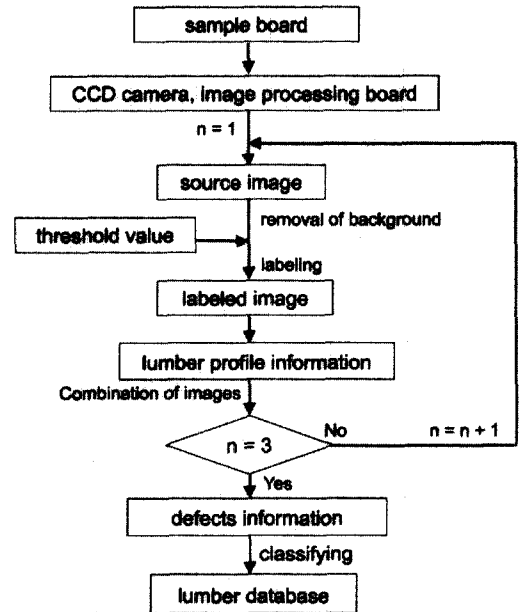 sample board
CCD camera, image processing board
n = 1
source image
removal of background
threshold value
labeling
labeled image
lumber profile information
Combination of images
No
n = n + 1
n = 3
Yes
defects information
classifying
lumber database